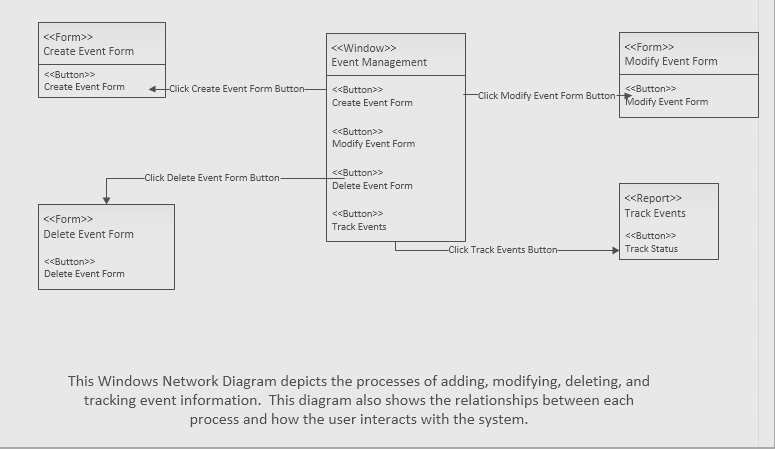 <<Form>>
Create Event Form
<<Button>>
Create Event Form
Click Create Event Form Button
<<Window>>
Event Management
<<Button>>
Create Event Form
<<Button>>
Modify Event Form
<<Button>>
Delete Event Form
<<Button>>
Track Events
Click Modify Event Form Button
<<Form>>
Modify Event Form
<<Button>>
Modify Event Form
Click Delete Event Form Button
<<Form>>
Delete Event Form
<<Button>>
Delete Event Form
Click Track Events Button
<<Report>>
Track Events
<<Button>>
Track Status
This Windows Network Diagram depicts the processes of adding, modifying, deleting, and
tracking event information.  This diagram also shows the relationships between each
process and how the user interacts with the system.